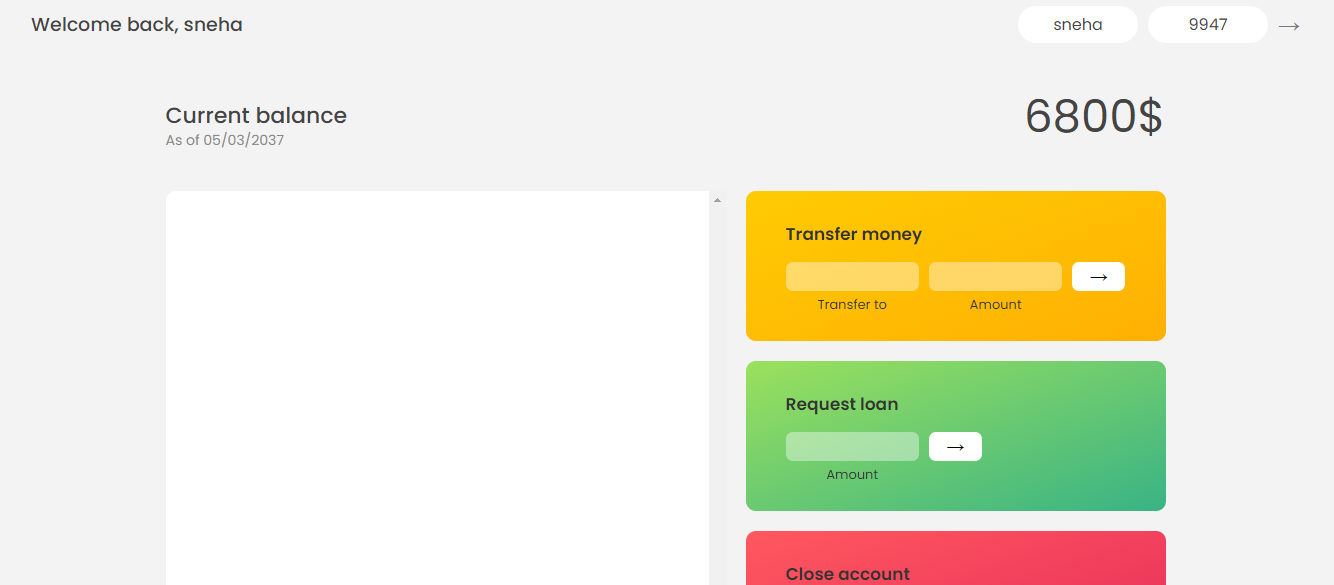 Welcome back, sneha
sneha
9947
→
Current balance
As of 05/03/2037
6800$
Transfer money
→
Transfer to
Amount
Request loan
→
Amount
Close account